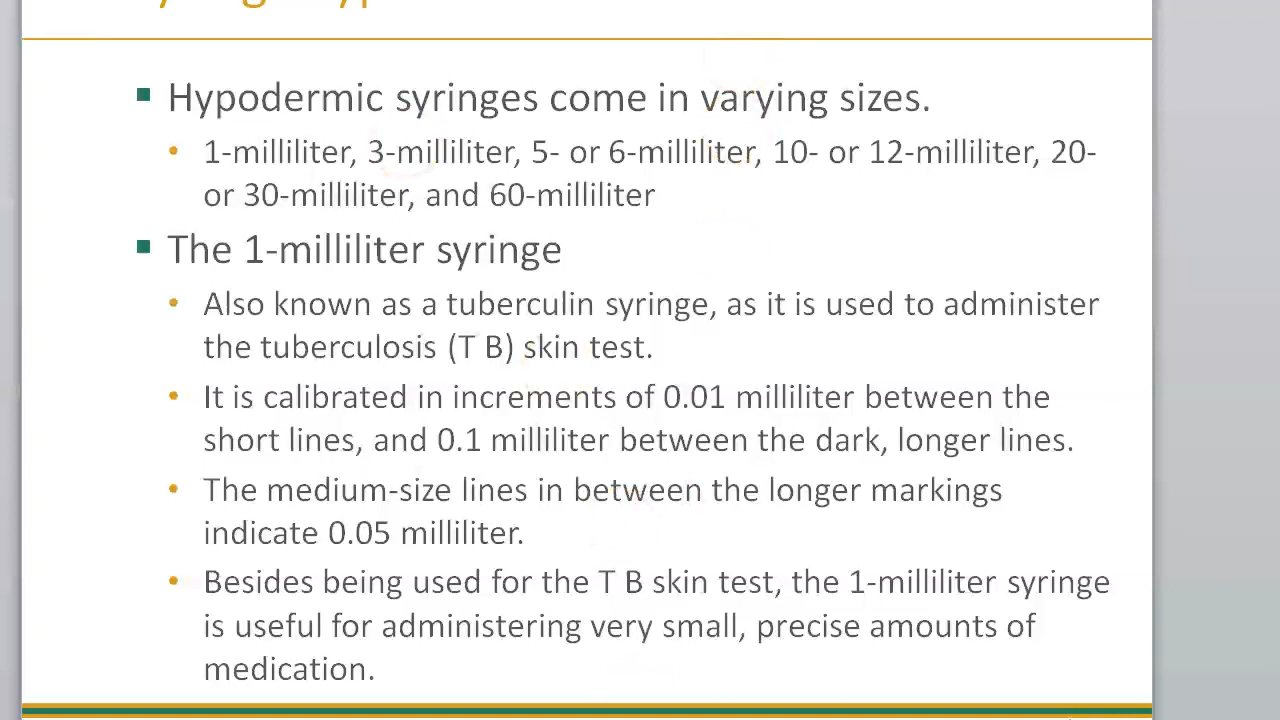 Hypodermic syringes come in varying sizes.
1-milliliter, 3-milliliter, 5- or 6-milliliter, 10- or 12-milliliter, 20-
or 30-milliliter, and 60-milliliter
The 1-milliliter syringe
Also known as a tuberculin syringe, as it is used to administer
the tuberculosis (T B) skin test.
It is calibrated in increments of 0.01 milliliter between the
short lines, and 0.1 milliliter between the dark, longer lines.
The medium-size lines in between the longer markings
indicate 0.05 milliliter.
Besides being used for the T B skin test, the 1-milliliter syringe
is useful for administering very small, precise amounts of
medication.